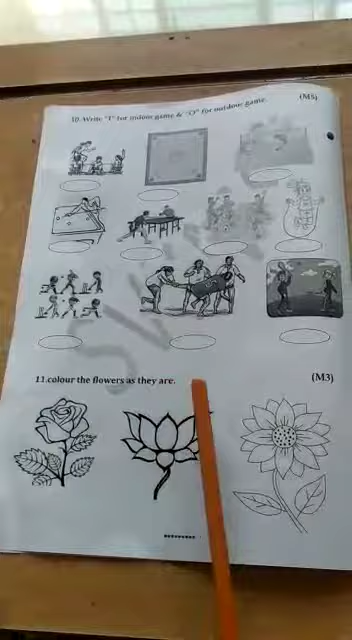 10. Write "I" for indoor game & "O" for outdoor game. (M5)
11.colour the flowers as they are. (M3)